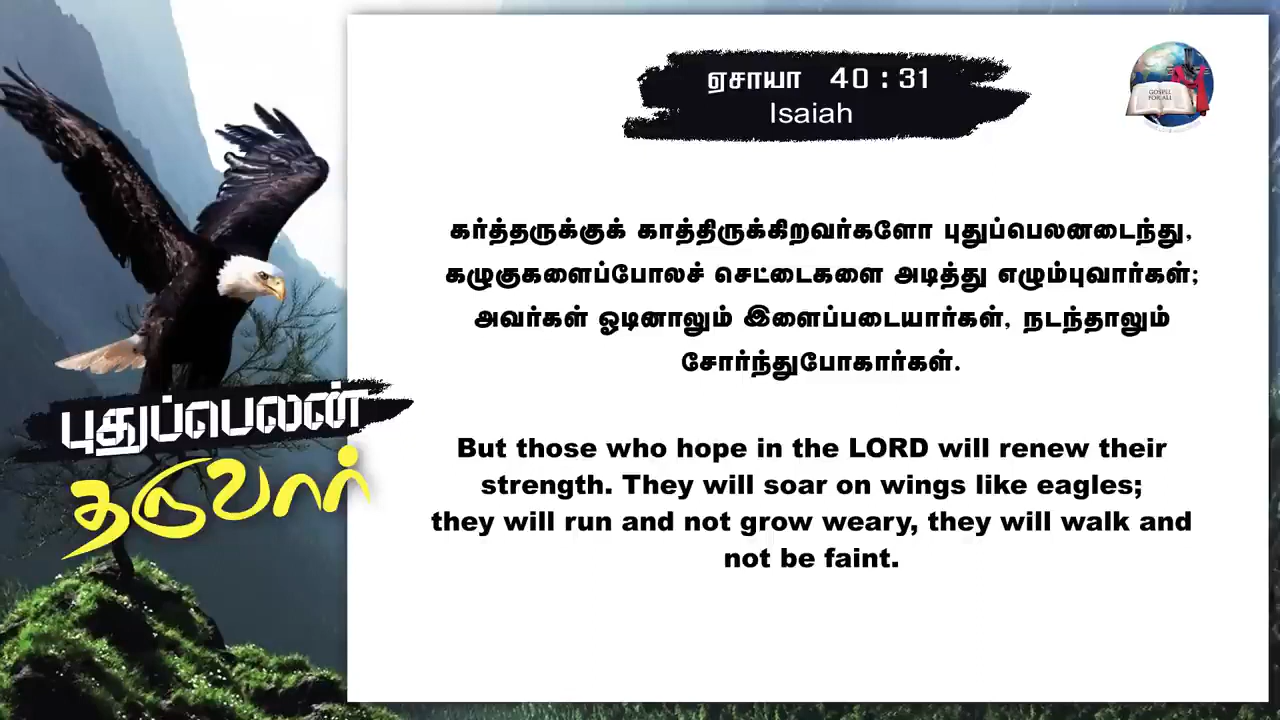 ஏசாயா 40 : 31
Isaiah
GOSPEL
FOR ALL
கர்த்தருக்குக் காத்திருக்கிறவர்களோ புதுப்பெலனடைந்து,
கழுகுகளைப்போலச் செட்டைகளை அடித்து எழும்புவார்கள்;
அவர்கள் ஓடினாலும் இளைப்படையார்கள், நடந்தாலும்
சோர்ந்துபோகார்கள்.
புதுப்பெலன்
தருவார்
But those who hope in the LORD will renew their
strength. They will soar on wings like eagles;
they will run and not grow weary, they will walk and
not be faint.